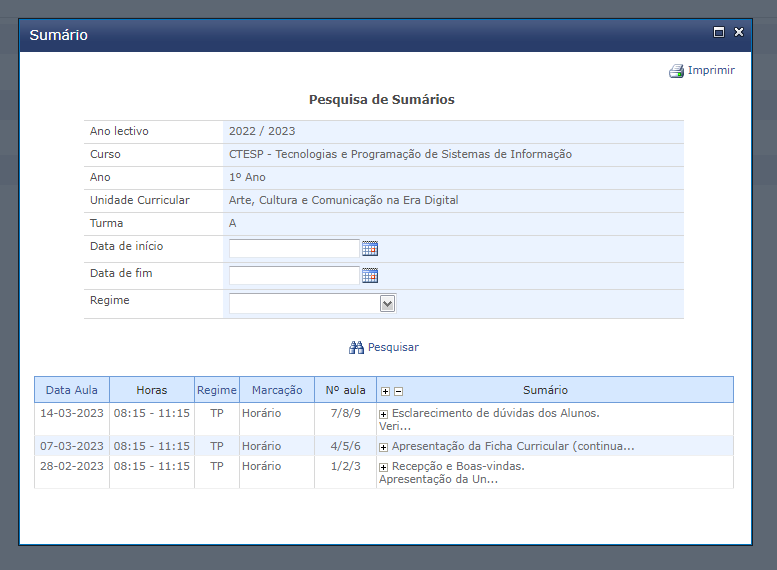 Sumário
Imprimir
Pesquisa de Sumários
Ano lectivo 2022 / 2023
Curso CTESP - Tecnologias e Programação de Sistemas de Informação
Ano 1º Ano
Unidade Curricular Arte, Cultura e Comunicação na Era Digital
Turma A
Data de início
Data de fim
Regime
Pesquisar
Data Aula Horas Regime Marcação Nº aula Sumário
14-03-2023 08:15 - 11:15 TP Horário 7/8/9 Esclarecimento de dúvidas dos Alunos.
Veri...
07-03-2023 08:15 - 11:15 TP Horário 4/5/6 Apresentação da Ficha Curricular (continua...
28-02-2023 08:15 - 11:15 TP Horário 1/2/3 Recepção e Boas-vindas.
Apresentação da Un...